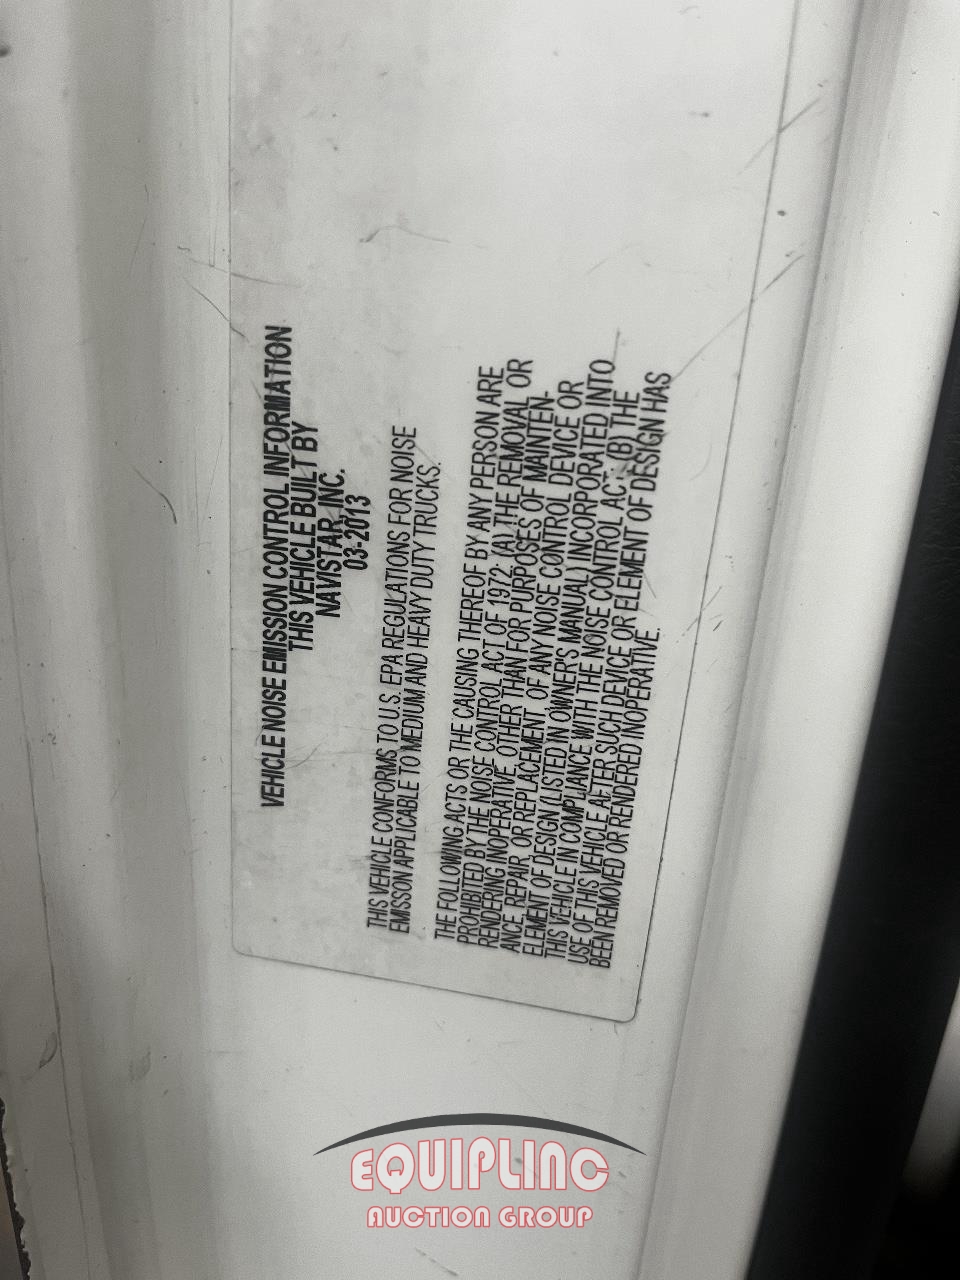 VEHICLE NOISE EMISSION CONTROL INFORMATION
THIS VEHICLE BUILT BY
NAVISTAR, INC.
03-2013
THIS VEHICLE CONFORMS TO U.S. EPA REGULATIONS FOR NOISE
EMISSON APPLICABLE TO MEDIUM AND HEAVY DUTY TRUCKS.
THE FOLLOWING ACTS OR THE CAUSING THEREOF BY ANY PERSON ARE
PROHIBITED BY THE NOISE CONTROL ACT OF 1972: (A) THE REMOVAL OR
RENDERING INOPERATIVE, OTHER THAN FOR PURPOSES OF MAINTEN-
ANCE, REPAIR, OR REPLACEMENT OF ANY NOISE CONTROL DEVICE OR
ELEMENT OF DESIGN (LISTED IN OWNER'S MANUAL) INCORPORATED INTO
THIS VEHICLE IN COMPLIANCE WITH THE NOISE CONTROL ACT; (B) THE
USE OF THIS VEHICLE AFTER SUCH DEVICE OR ELEMENT OF DESIGN HAS
BEEN REMOVED OR RENDERED INOPERATIVE.
EQUIPLINC
AUCTION GROUP